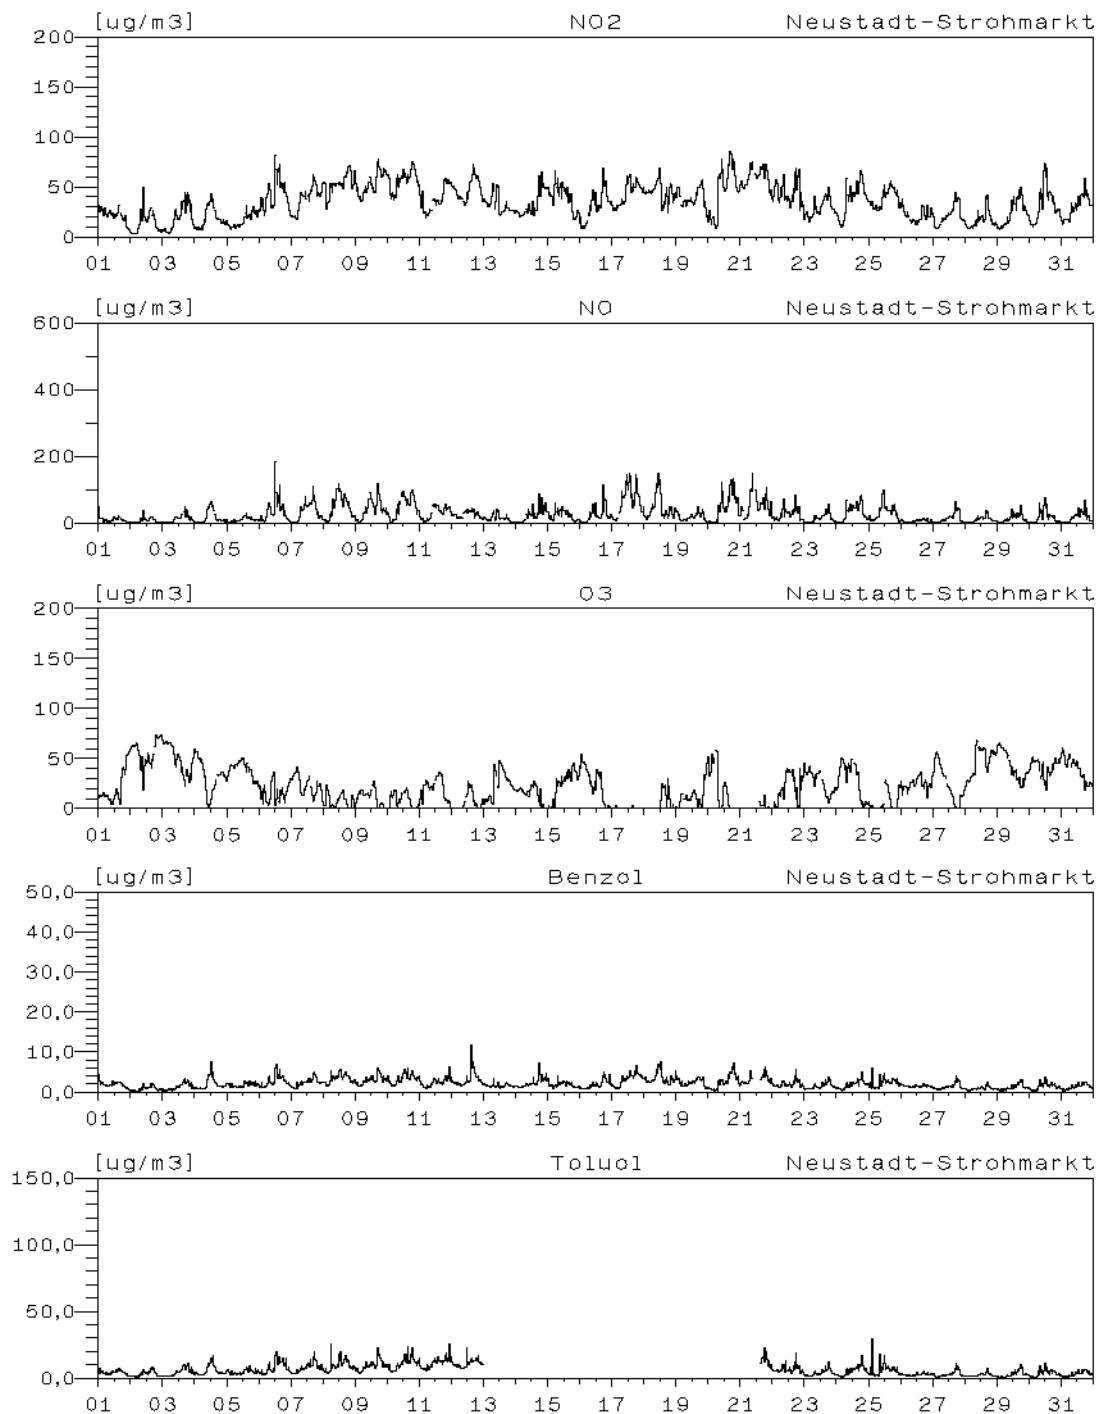 [ug/m3] NO2 Neustadt-Strohmarkt
200
150
100
50
0
01 03 05 07 09 11 13 15 17 19 21 23 25 27 29 31
[ug/m3] NO Neustadt-Strohmarkt
600
400
200
0
01 03 05 07 09 11 13 15 17 19 21 23 25 27 29 31
[ug/m3] O3 Neustadt-Strohmarkt
200
150
100
50
0
01 03 05 07 09 11 13 15 17 19 21 23 25 27 29 31
[ug/m3] Benzol Neustadt-Strohmarkt
50,0
40,0
30,0
20,0
10,0
0,0
01 03 05 07 09 11 13 15 17 19 21 23 25 27 29 31
[ug/m3] Toluol Neustadt-Strohmarkt
150,0
100,0
50,0
0,0
01 03 05 07 09 11 13 15 17 19 21 23 25 27 29 31